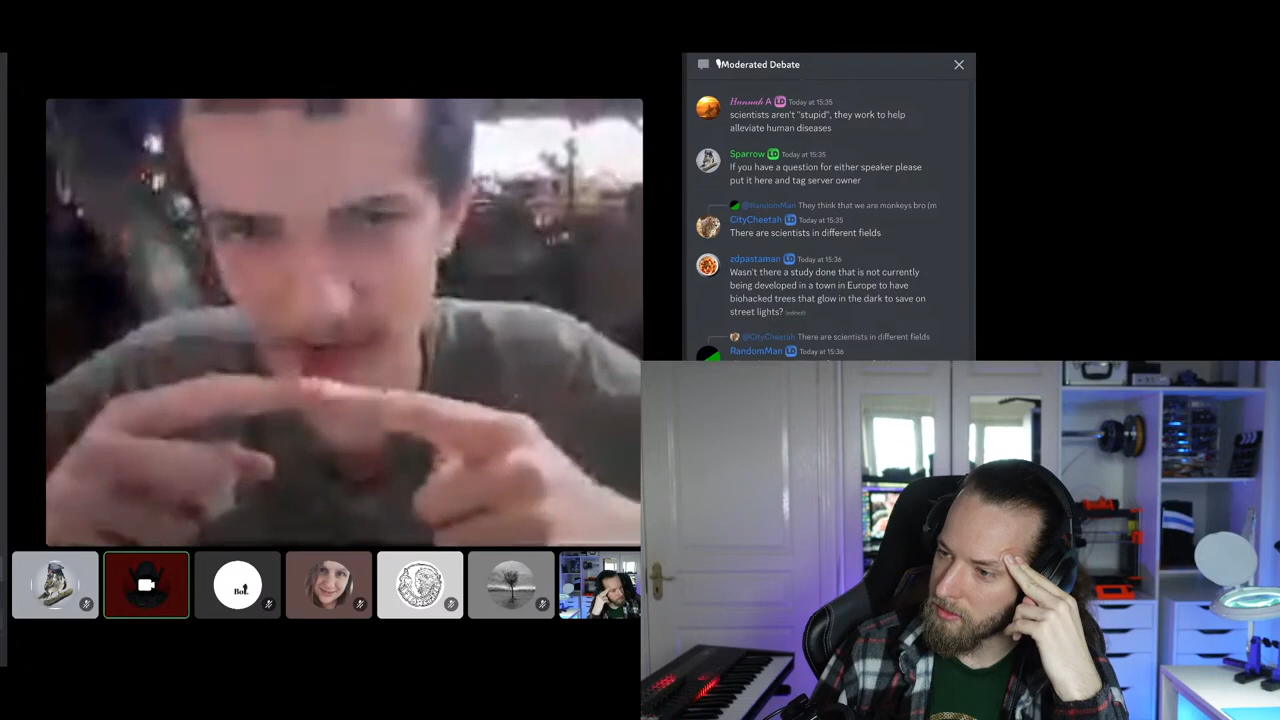 Moderated Debate
Hannah A LD Today at 15:35
scientists aren't "stupid", they work to help
alleviate human diseases
Sparrow LD Today at 15:35
If you have a question for either speaker please
put it here and tag server owner
@RandomMan They think that we are monkeys bro (m
CityCheetah LD Today at 15:35
There are scientists in different fields
zdpastaman LD Today at 15:36
Wasn't there a study done that is not currently
being developed in a town in Europe to have
biohacked trees that glow in the dark to save on
street lights? (edited)
@CityCheetah There are scientists in different fields
RandomMan LD Today at 15:36